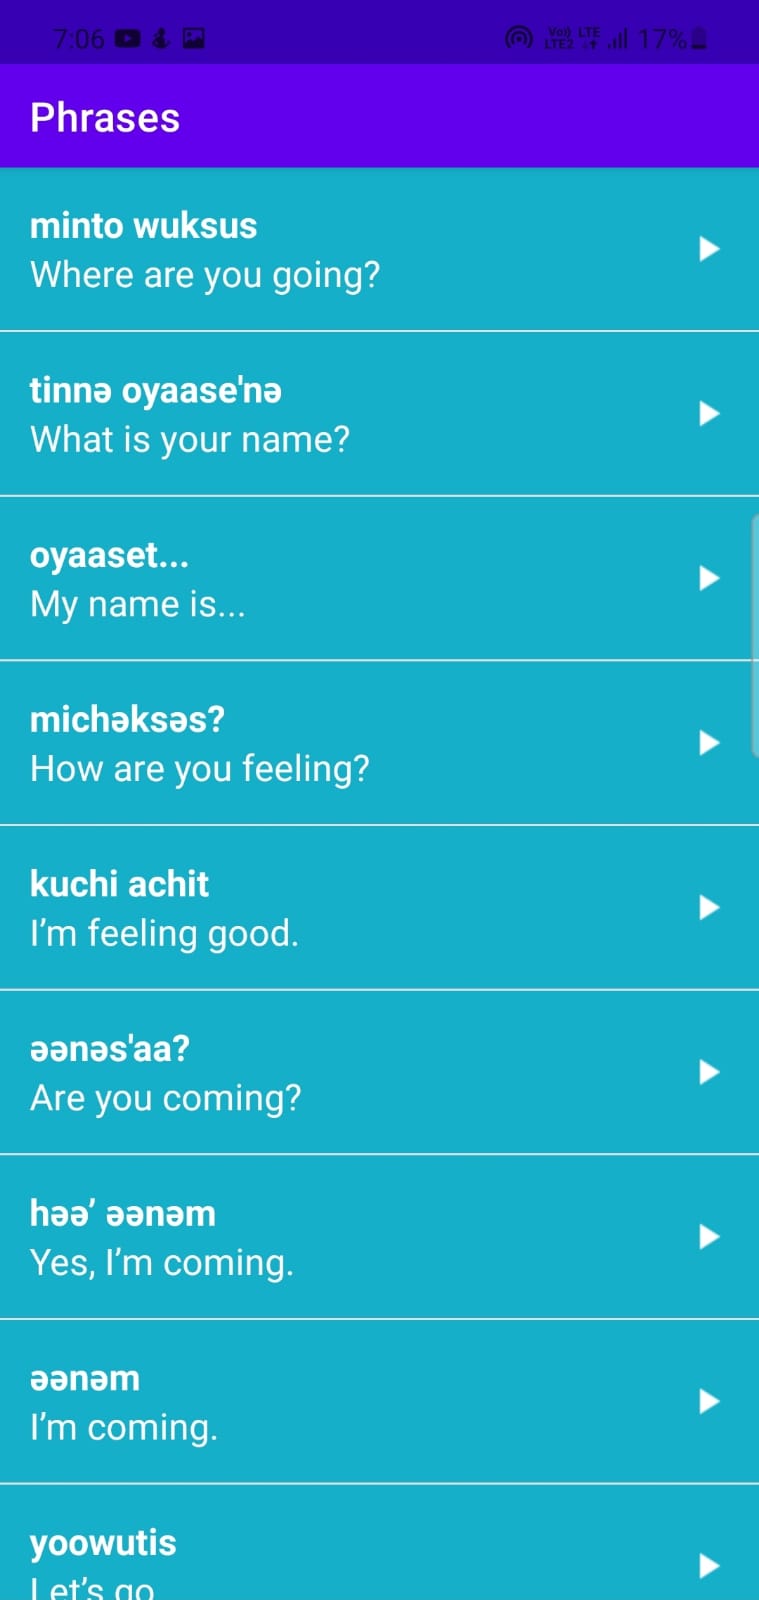 7:06 Vo)) LTE 17%
LTE2
Phrases
minto wuksus
Where are you going?
tinnə oyaase'nə
What is your name?
oyaaset...
My name is...
michəksəs?
How are you feeling?
kuchi achit
I’m feeling good.
əənəs'aa?
Are you coming?
həə’ əənəm
Yes, I’m coming.
əənəm
I’m coming.
yoowutis
Let’s go